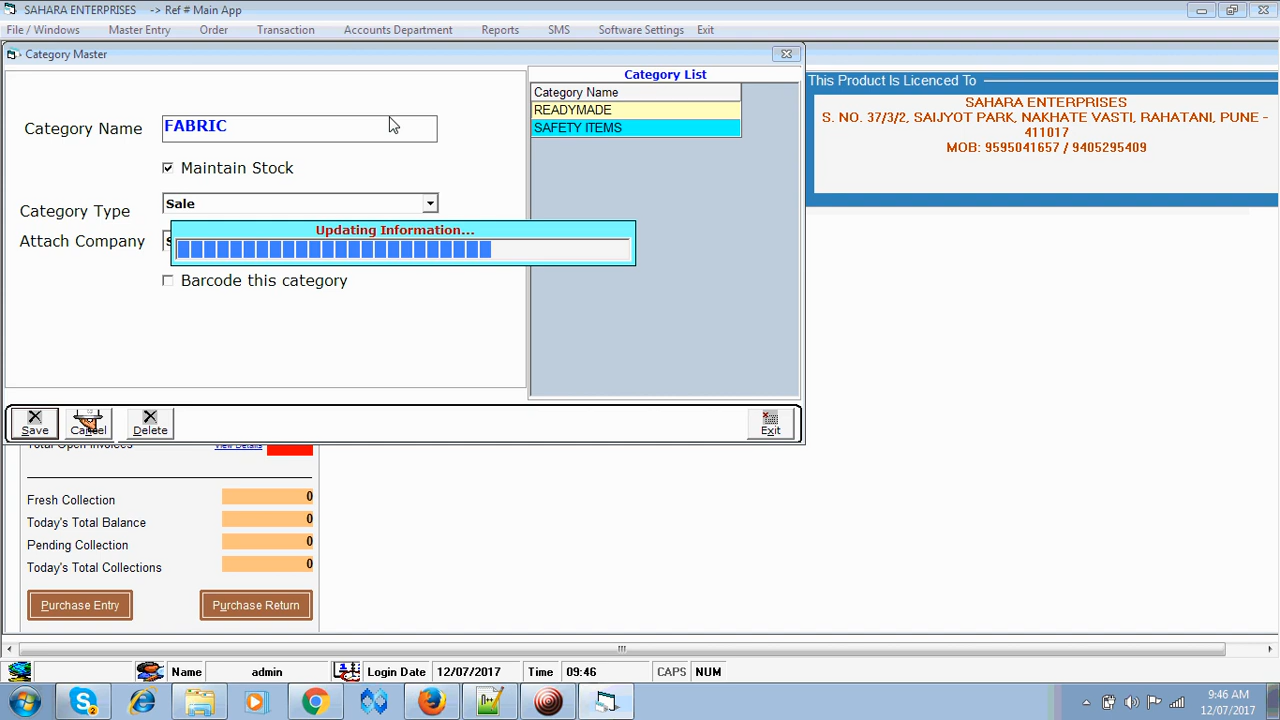 SAHARA ENTERPRISES -> Ref # Main App
File / Windows Master Entry Order Transaction Accounts Department Reports SMS Software Settings Exit
Category Master
Category Name FABRIC
Maintain Stock
Category Type Sale
Attach Company
Updating Information...
Barcode this category
Category List
Category Name
READYMADE
SAFETY ITEMS
Save Cancel Delete Exit
This Product Is Licenced To
SAHARA ENTERPRISES
S. NO. 37/3/2, SAIJYOT PARK, NAKHATE VASTI, RAHATANI, PUNE -
411017
MOB: 9595041657 / 9405295409
Total Open Invoices View Details
Fresh Collection 0
Today's Total Balance 0
Pending Collection 0
Today's Total Collections 0
Purchase Entry Purchase Return
Name admin Login Date 12/07/2017 Time 09:46 CAPS NUM
9:46 AM
12/07/2017